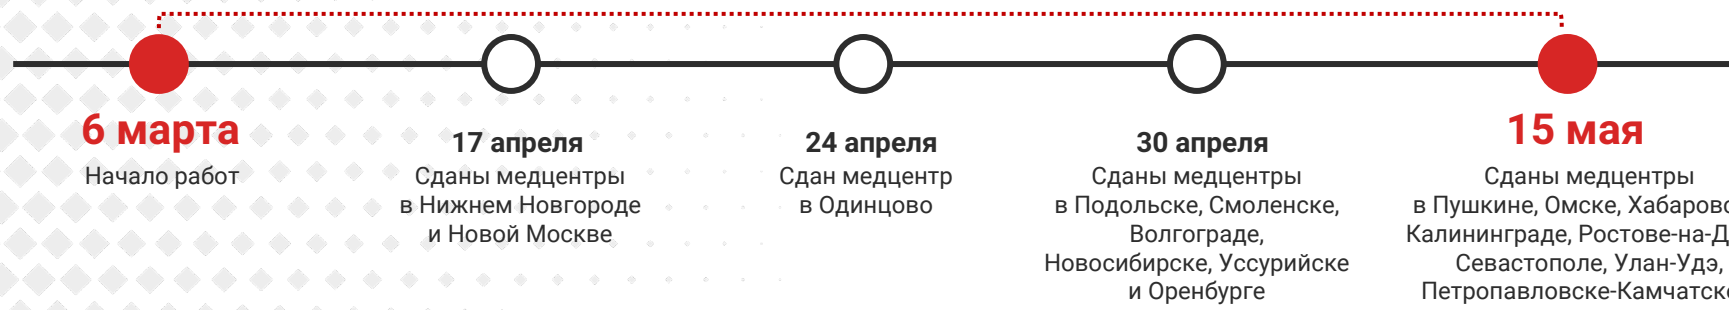 6 марта
Начало работ
17 апреля
Сданы медцентры
в Нижнем Новгороде
и Новой Москве
24 апреля
Сдан медцентр
в Одинцово
30 апреля
Сданы медцентры
в Подольске, Смоленске,
Волгограде,
Новосибирске, Уссурийске
и Оренбурге
15 мая
Сданы медцентры
в Пушкине, Омске,
Калининграде,
Севастополе, Улан-Удэ,